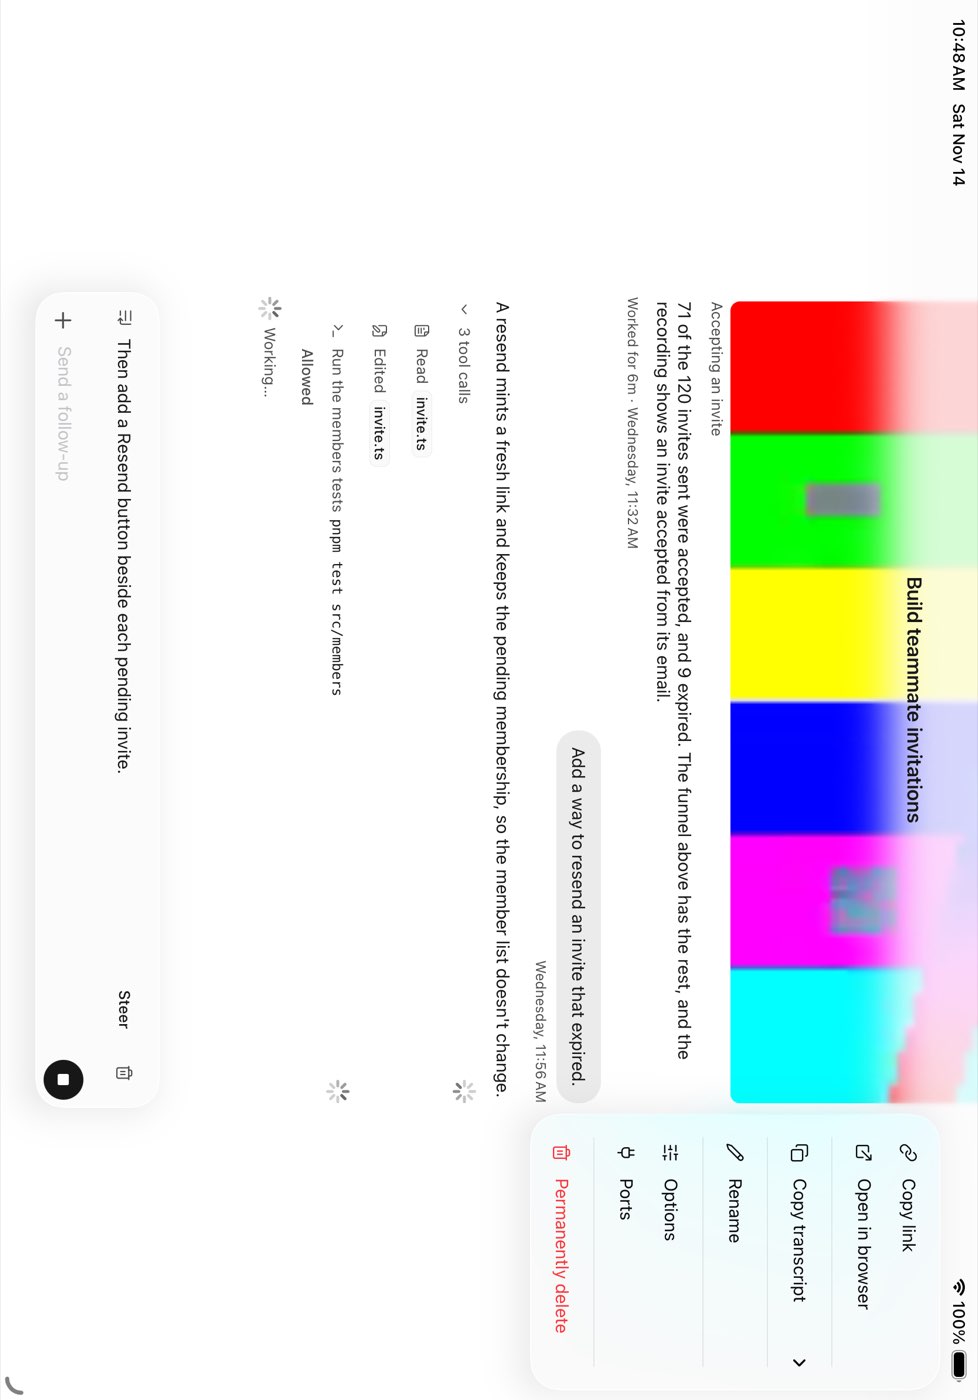 10:48 AM Sat Nov 14
100%
Build teammate invitations
Copy link
Open in browser
Copy transcript
Rename
Options
Ports
Permanently delete
Accepting an invite
71 of the 120 invites sent were accepted, and 9 expired. The funnel above has the rest, and the
recording shows an invite accepted from its email.
Worked for 6m · Wednesday, 11:32 AM
Add a way to resend an invite that expired.
Wednesday, 11:56 AM
A resend mints a fresh link and keeps the pending membership, so the member list doesn't change.
3 tool calls
Read invite.ts
Edited invite.ts
Run the members tests pnpm test src/members
Allowed
Working...
Then add a Resend button beside each pending invite.
Steer
Send a follow-up